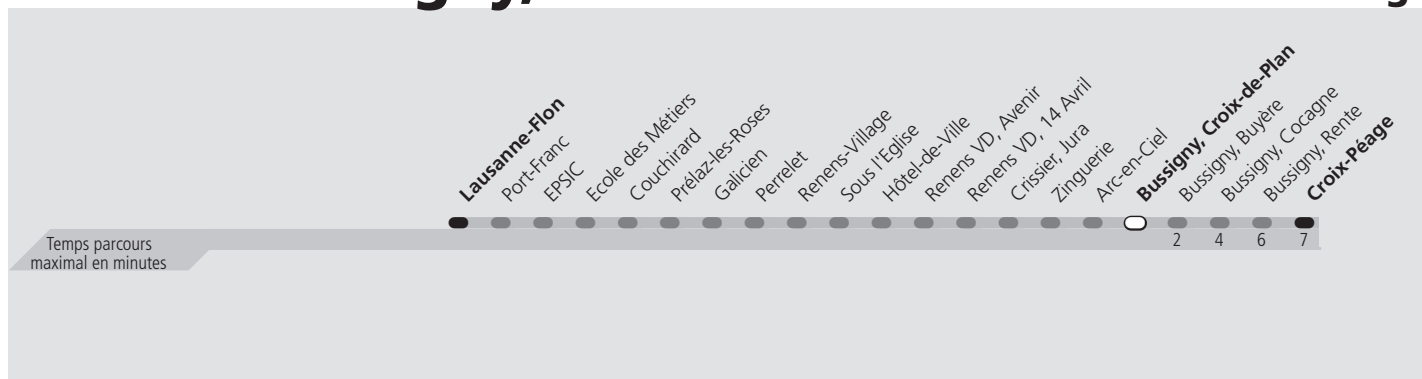 Lausanne-Flon
Port-Franc
EPSIC
Ecole des Métiers
Couchirard
Prélaz-les-Roses
Galicien
Perrelet
Renens-Village
Sous l'Eglise
Hôtel-de-Ville
Renens VD, Avenir
Renens VD, 14 Avril
Crissier, Jura
Zinguerie
Arc-en-Ciel
Bussigny, Croix-de-Plan
Bussigny, Buyère
Bussigny, Cocagne
Bussigny, Rente
Croix-Péage
Temps parcours
maximal en minutes
2 4 6 7